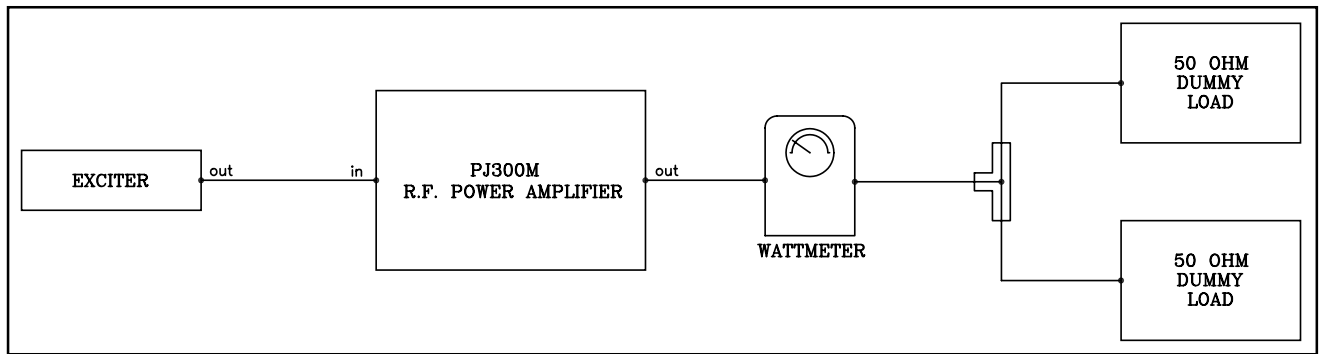 EXCITER
out
in
PJ300M
R.F. POWER AMPLIFIER
out
WATTMETER
50 OHM
DUMMY
LOAD
50 OHM
DUMMY
LOAD